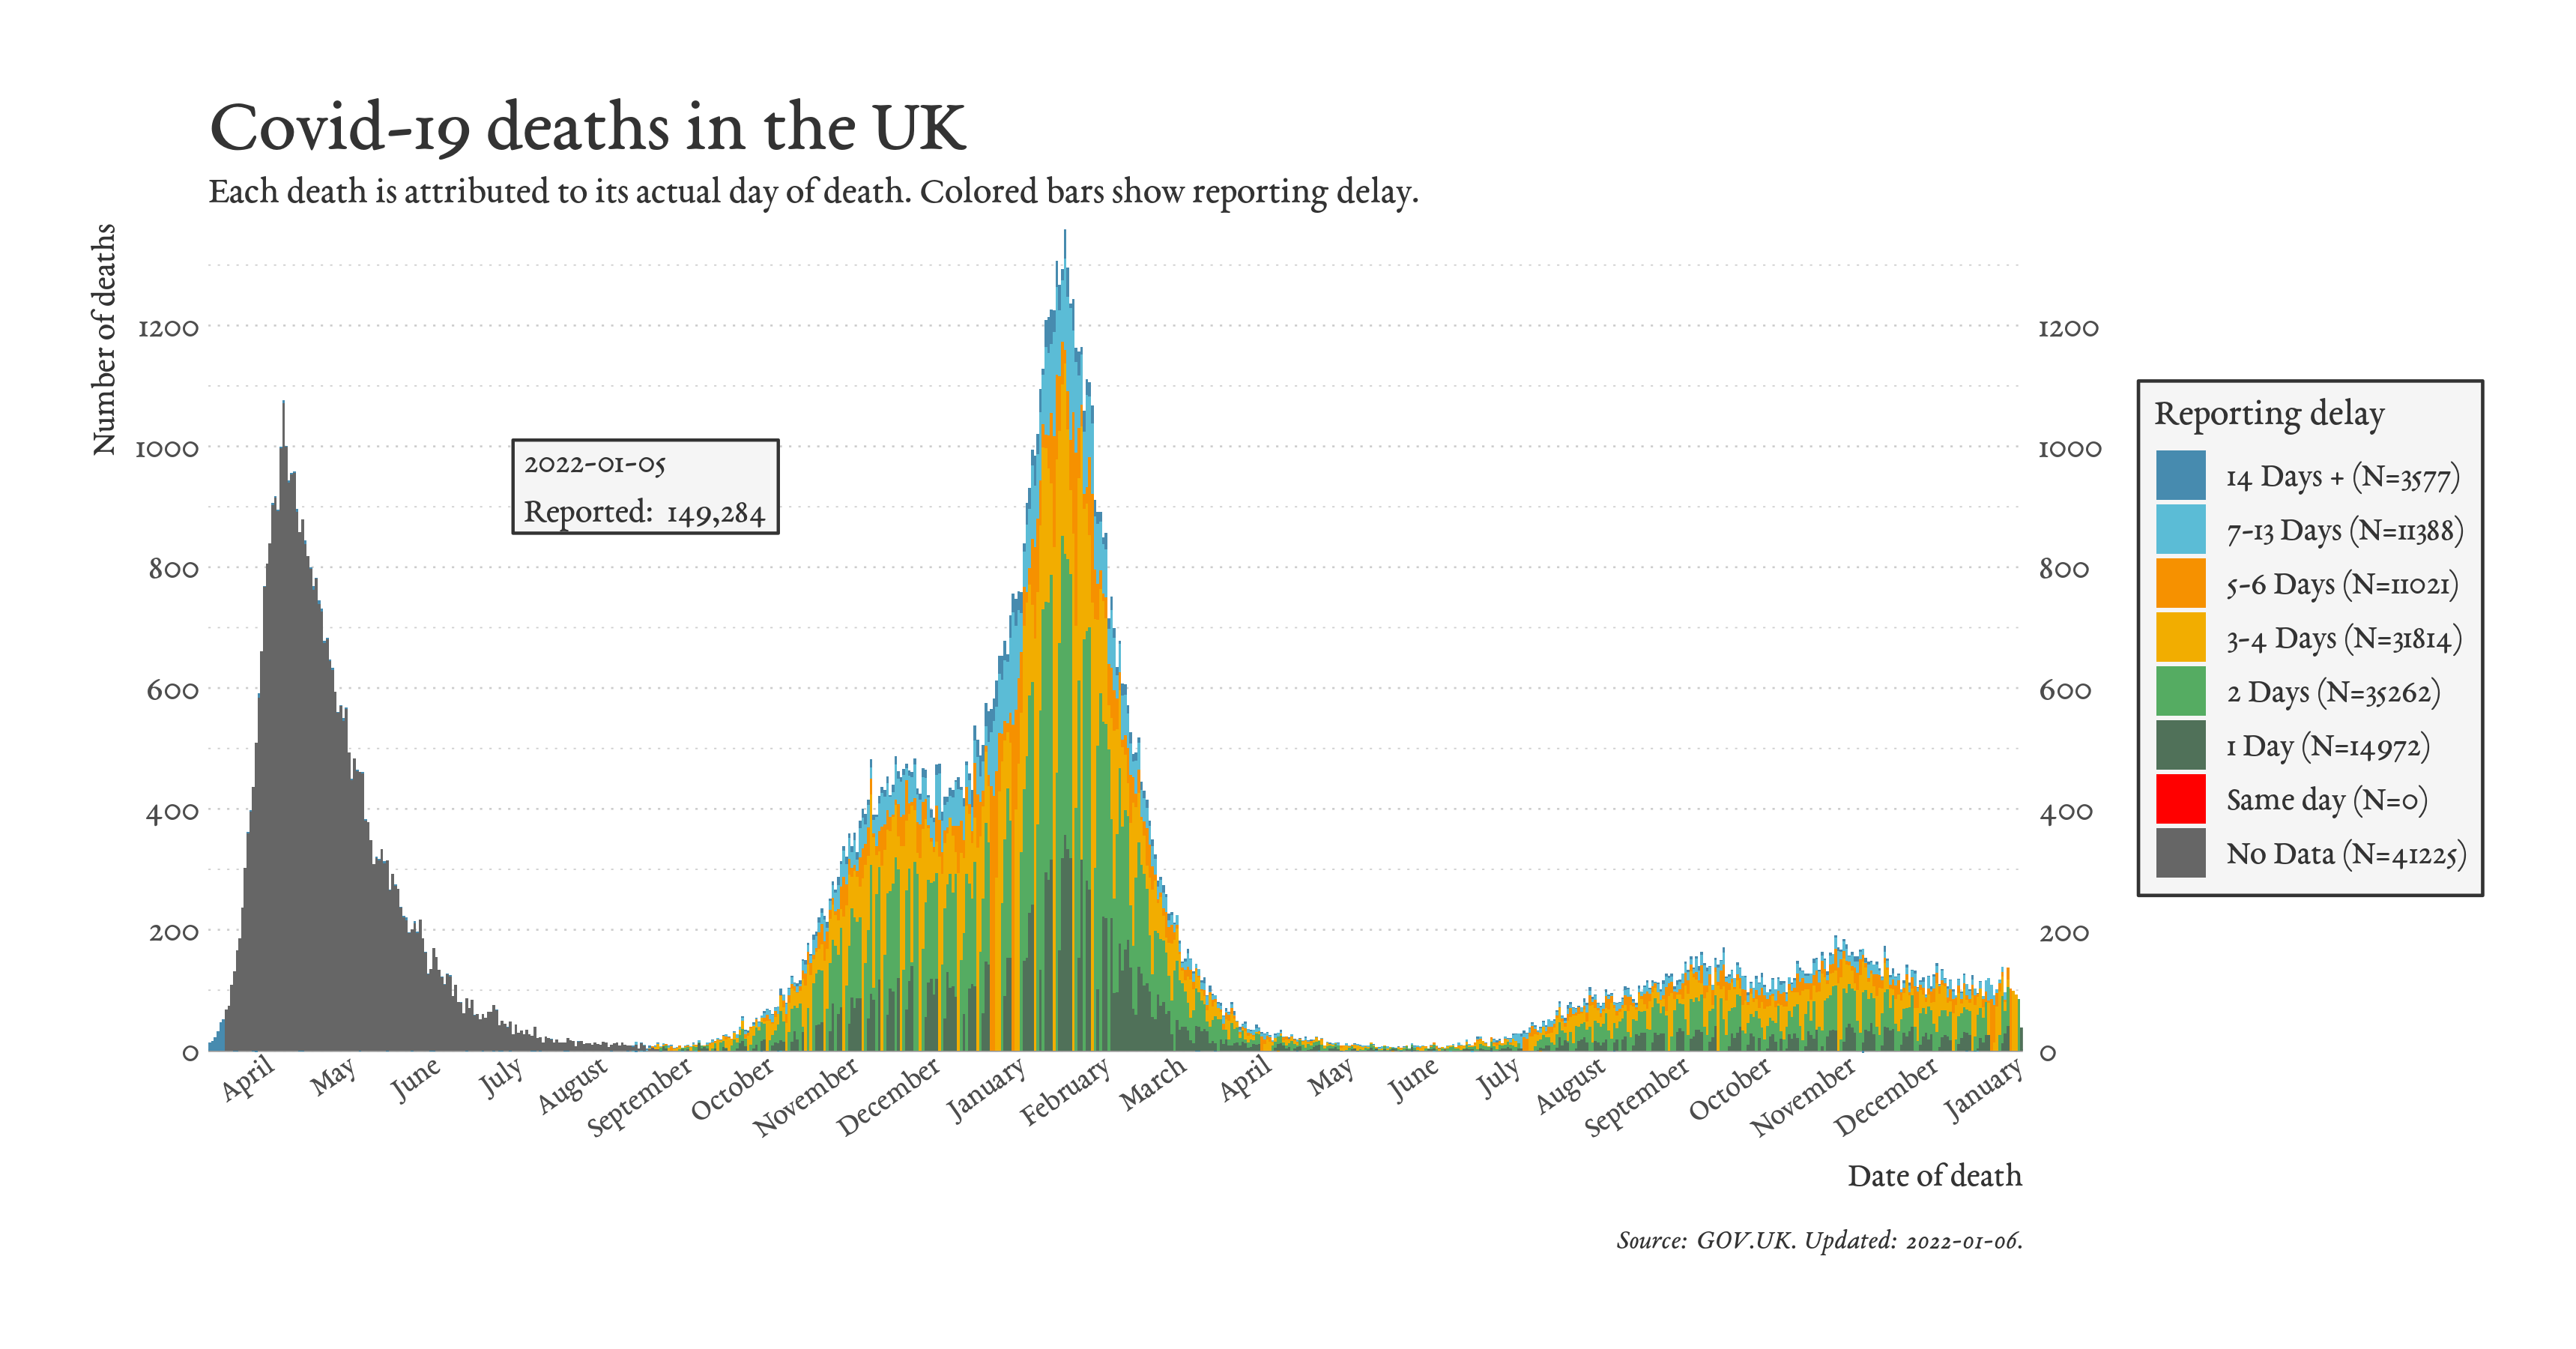 Covid-19 deaths in the UK
Each death is attributed to its actual day of death. Colored bars show reporting delay.
Number of deaths
1200
1000
800
600
400
200
0
2022-01-05
Reported: 149,284
1200
1000
800
600
400
200
0
Reporting delay
14 Days + (N=3577)
7-13 Days (N=11388)
5-6 Days (N=11021)
3-4 Days (N=31814)
2 Days (N=35262)
1 Day (N=14972)
Same day (N=0)
No Data (N=41225)
April
May
June
July
August
September
October
November
December
January
February
March
April
May
June
July
August
September
October
November
December
January
Date of death
Source: GOV.UK. Updated: 2022-01-06.